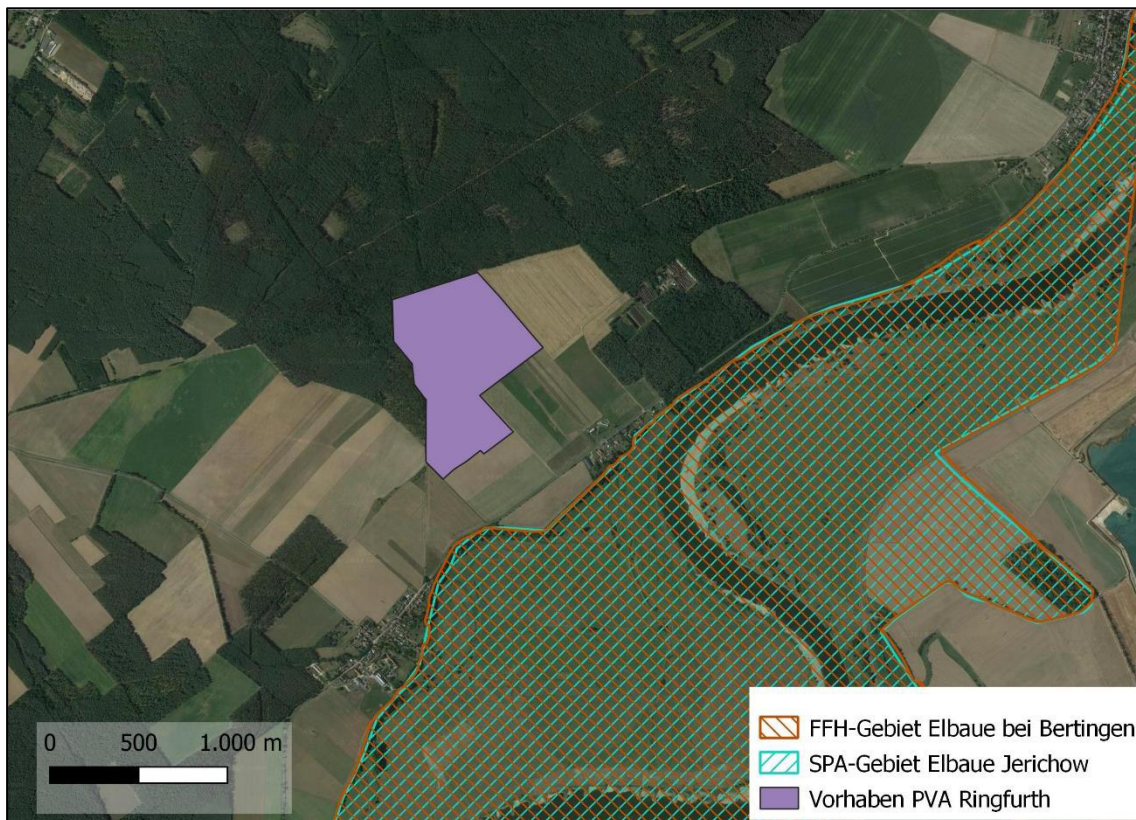 0 500 1.000 m
FFH-Gebiet Elbaue bei Bertingen
SPA-Gebiet Elbaue Jerichow
Vorhaben PVA Ringfurth